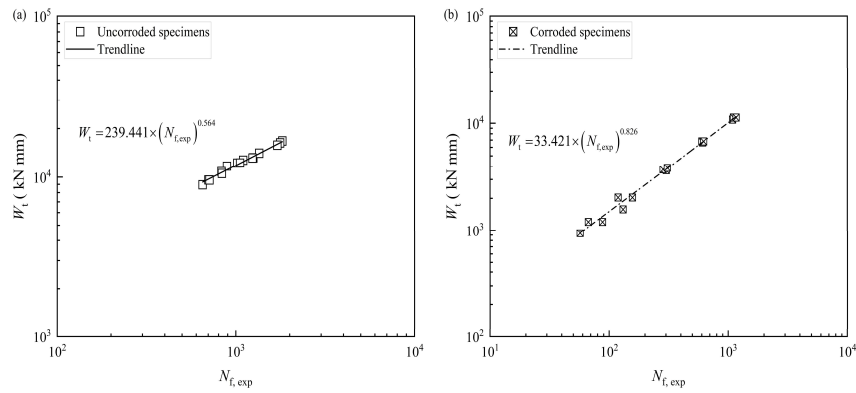 (a)
10^5
Uncorroded specimens
Trendline
W_t = 239.441×(N_f,exp)^0.564
10^4
W_t ( kN mm)
10^3
10^2
10^3
10^4
N_f, exp
(b)
10^5
Corroded specimens
Trendline
W_t = 33.421×(N_f,exp)^0.826
10^4
W_t ( kN mm)
10^3
10^2
10^1
10^2
10^3
10^4
N_f, exp